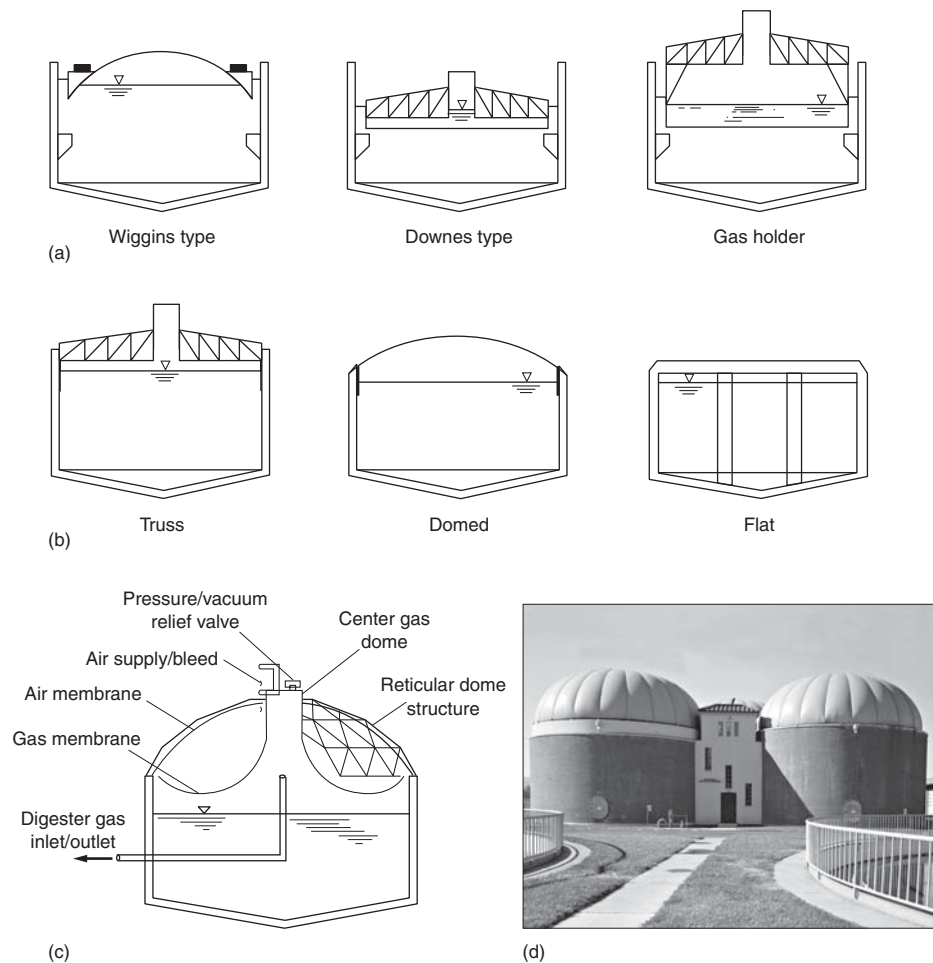 Wiggins type
Downes type
Gas holder
(a)
Truss
Domed
Flat
(b)
Pressure/vacuum
relief valve
Center gas
dome
Air supply/bleed
Reticular dome
structure
Air membrane
Gas membrane
Digester gas
inlet/outlet
(c)
(d)